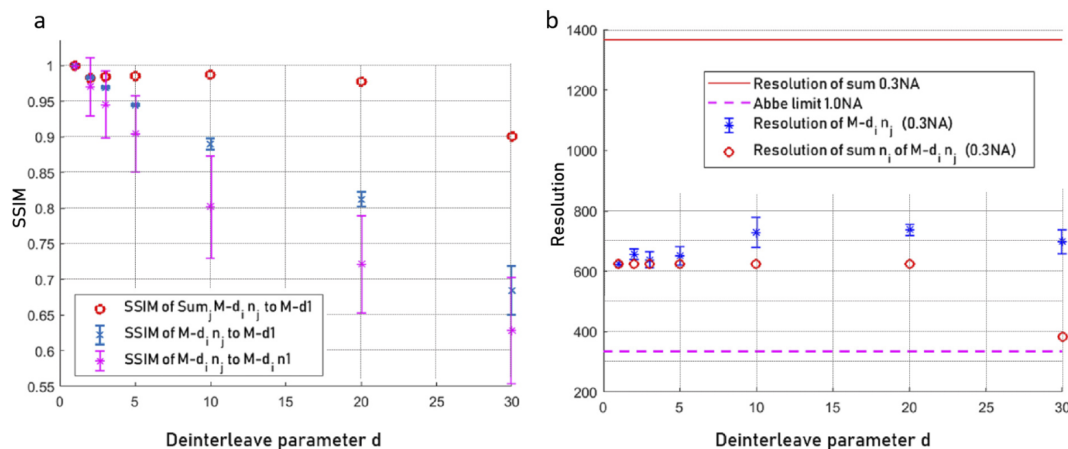 a
SSIM
1
0.95
0.9
0.85
0.8
0.75
0.7
0.65
0.6
0.55
0
5
10
15
20
25
30
SSIM of Sumⱼ M-dᵢ nⱼ to M-d1
SSIM of M-dᵢ nⱼ to M-d1
SSIM of M-dᵢ nⱼ to M-dᵢ n1
Deinterleave parameter d
b
Resolution
1400
1200
1000
800
600
400
200
0
5
10
15
20
25
30
Resolution of sum 0.3NA
Abbe limit 1.0NA
Resolution of M-dᵢ nⱼ (0.3NA)
Resolution of sum nᵢ of M-dᵢ nⱼ (0.3NA)
Deinterleave parameter d